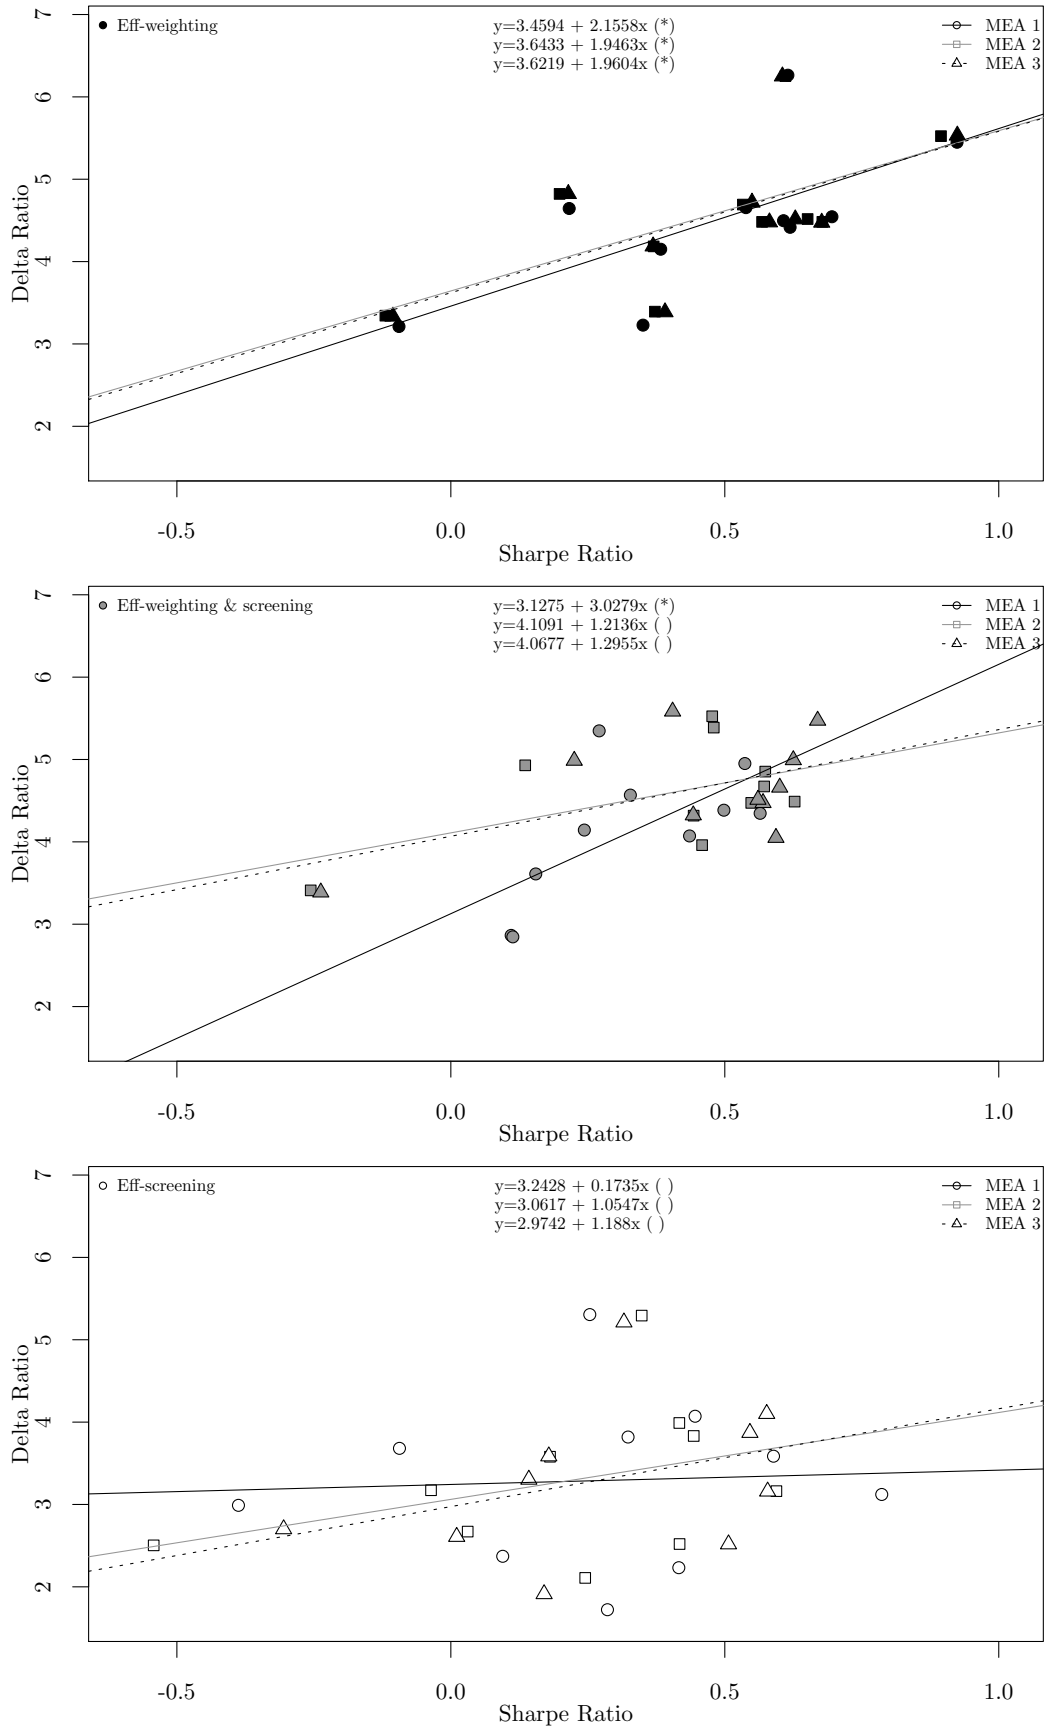 Eff-weighting
y=3.4594 + 2.1558x (*)
y=3.6433 + 1.9463x (*)
y=3.6219 + 1.9604x (*)
MEA 1
MEA 2
MEA 3
7
6
5
4
3
2
Delta Ratio
-0.5 0.0 0.5 1.0
Sharpe Ratio
Eff-weighting & screening
y=3.1275 + 3.0279x (*)
y=4.1091 + 1.2136x ( )
y=4.0677 + 1.2955x ( )
MEA 1
MEA 2
MEA 3
7
6
5
4
3
2
Delta Ratio
-0.5 0.0 0.5 1.0
Sharpe Ratio
Eff-screening
y=3.2428 + 0.1735x ( )
y=3.0617 + 1.0547x ( )
y=2.9742 + 1.188x ( )
MEA 1
MEA 2
MEA 3
7
6
5
4
3
2
Delta Ratio
-0.5 0.0 0.5 1.0
Sharpe Ratio